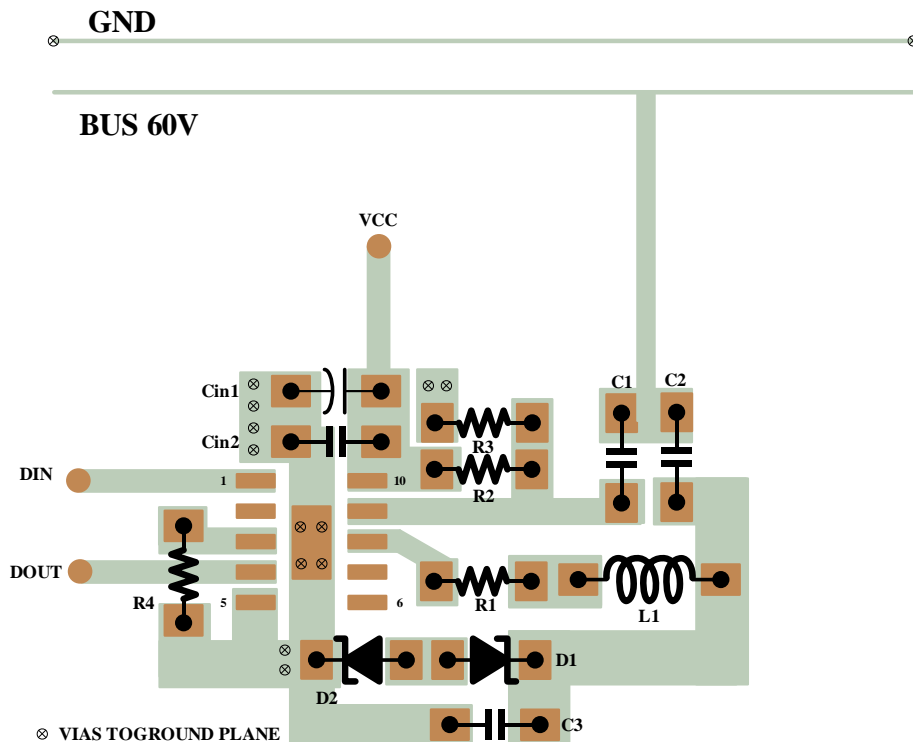 GND
BUS 60V
VCC
Cin1
C1
C2
Cin2
R3
DIN
1
10
R2
DOUT
R4
5
6
R1
L1
D1
D2
C3
⊗ VIAS TOGROUND PLANE